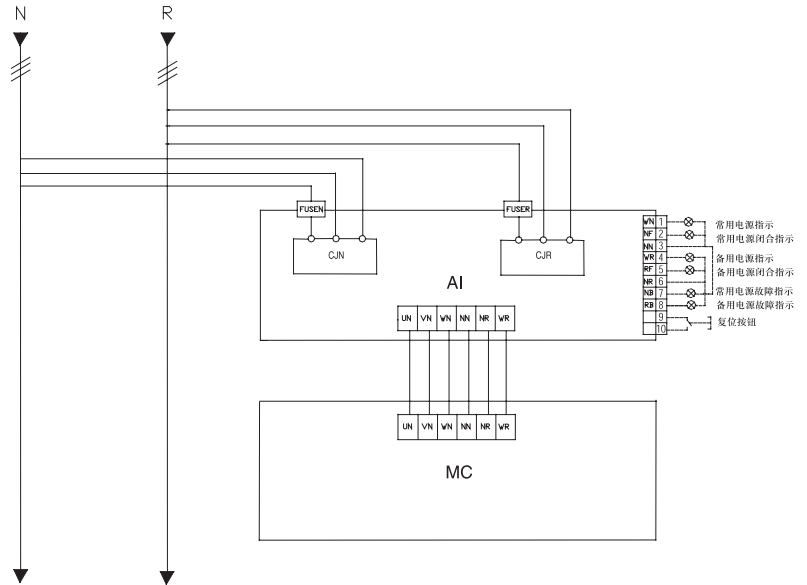 N R
FUSEN FUSER
CJN CJR
AI
UN VN WN NN NR WR
WN 1 常用电源指示
NF 2 常用电源闭合指示
NN 3
WR 4 备用电源指示
RF 5 备用电源闭合指示
NR 6
NB 7 常用电源故障指示
RB 8 备用电源故障指示
9
10 复位按钮
UN VN WN NN NR WR
MC